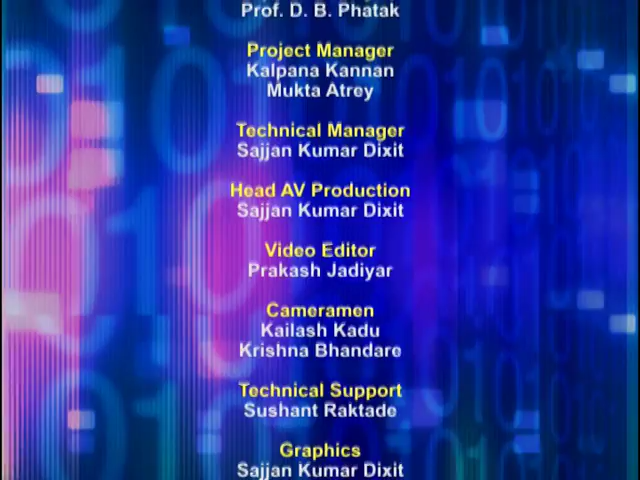 Prof. D. B. Phatak
Project Manager
Kalpana Kannan
Mukta Atrey
Technical Manager
Sajjan Kumar Dixit
Head AV Production
Sajjan Kumar Dixit
Video Editor
Prakash Jadiyar
Cameramen
Kailash Kadu
Krishna Bhandare
Technical Support
Sushant Raktade
Graphics
Sajjan Kumar Dixit